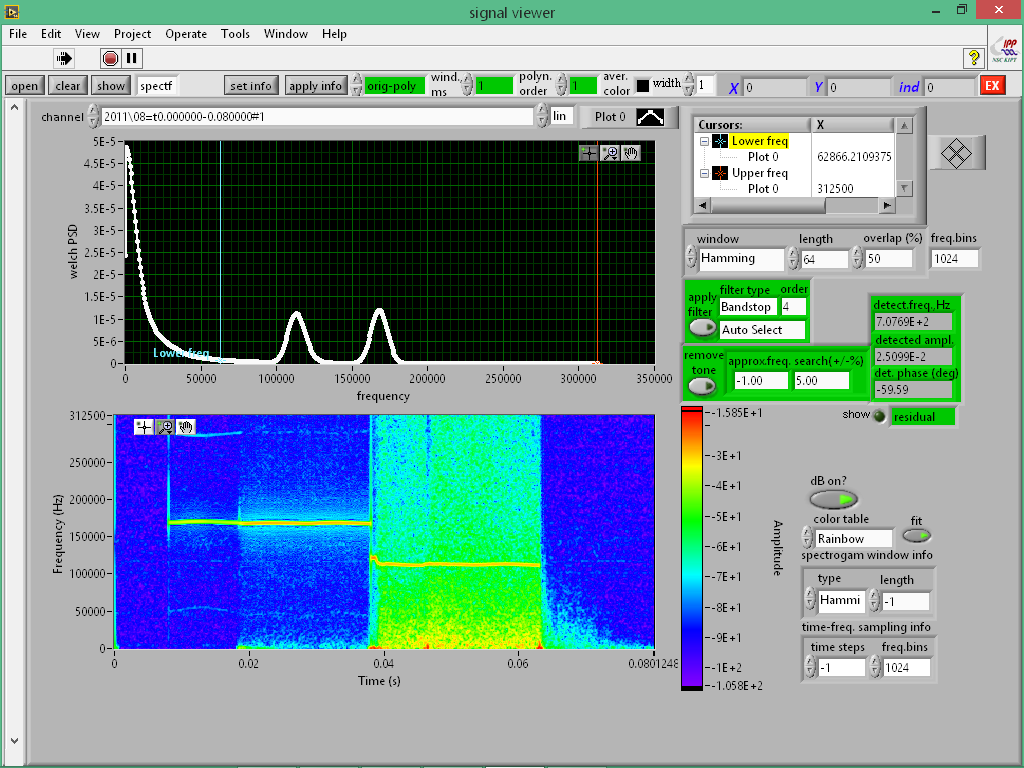 signal viewer
File Edit View Project Operate Tools Window Help
IPP
NSC KIPT
open clear show spectf set info apply info orig-poly wind., ms 1 polyn. order 1 aver. color width 1 X 0 Y 0 ind 0 EX
channel 2011\08=t0.000000-0.080000#1 lin Plot 0
Cursors: X
Lower freq
Plot 0 62866.2109375
Upper freq
Plot 0 312500
welch PSD
5E-5
4E-5
3.5E-5
3E-5
2.5E-5
2E-5
1.5E-5
1E-5
5E-6
0
Lower freq
0 50000 100000 150000 200000 250000 300000 350000
frequency
window length overlap (%) freq.bins
Hamming 64 50 1024
apply filter
filter type order
Bandstop 4
Auto Select
detect.freq., Hz
7.0769E+2
detected ampl.
2.5099E-2
det. phase (deg)
-59.59
remove tone
approx.freq. search(+/-%)
-1.00 5.00
show residual
Frequency (Hz)
312500
250000
200000
150000
100000
50000
0
0 0.02 0.04 0.06 0.0801248
Time (s)
-1.585E+1
-3E+1
-4E+1
-5E+1
-6E+1
-7E+1
-8E+1
-9E+1
-1E+2
-1.058E+2
Amplitude
dB on?
color table fit
Rainbow
spectrogam window info
type length
Hammi -1
time-freq. sampling info
time steps freq.bins
-1 1024